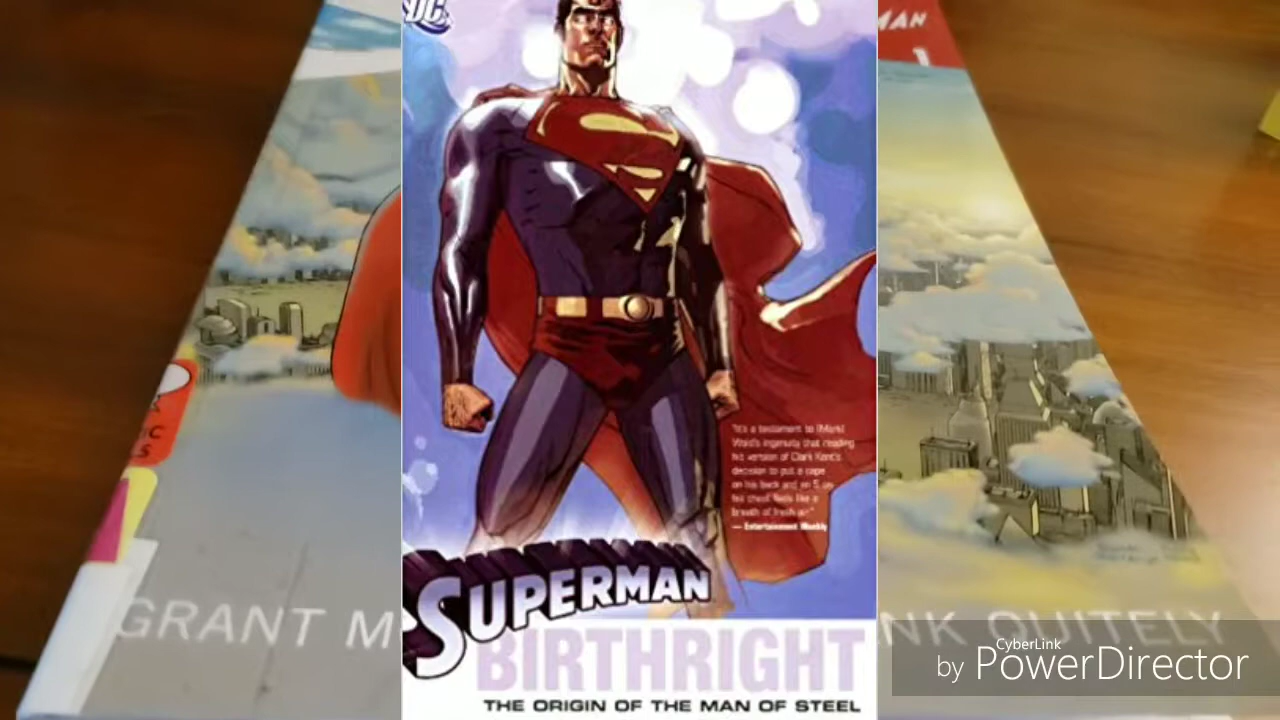 DC
MAN
"It's a testament to [Mark]
Waid's ingenuity that reading
his version of Clark Kent's
decision to put a cape
on his back and an S on
his chest feels like a
breath of fresh air."
— Entertainment Weekly
SUPERMAN
BIRTHRIGHT
THE ORIGIN OF THE MAN OF STEEL
GRANT M
NK QUITELY
CyberLink
by PowerDirector